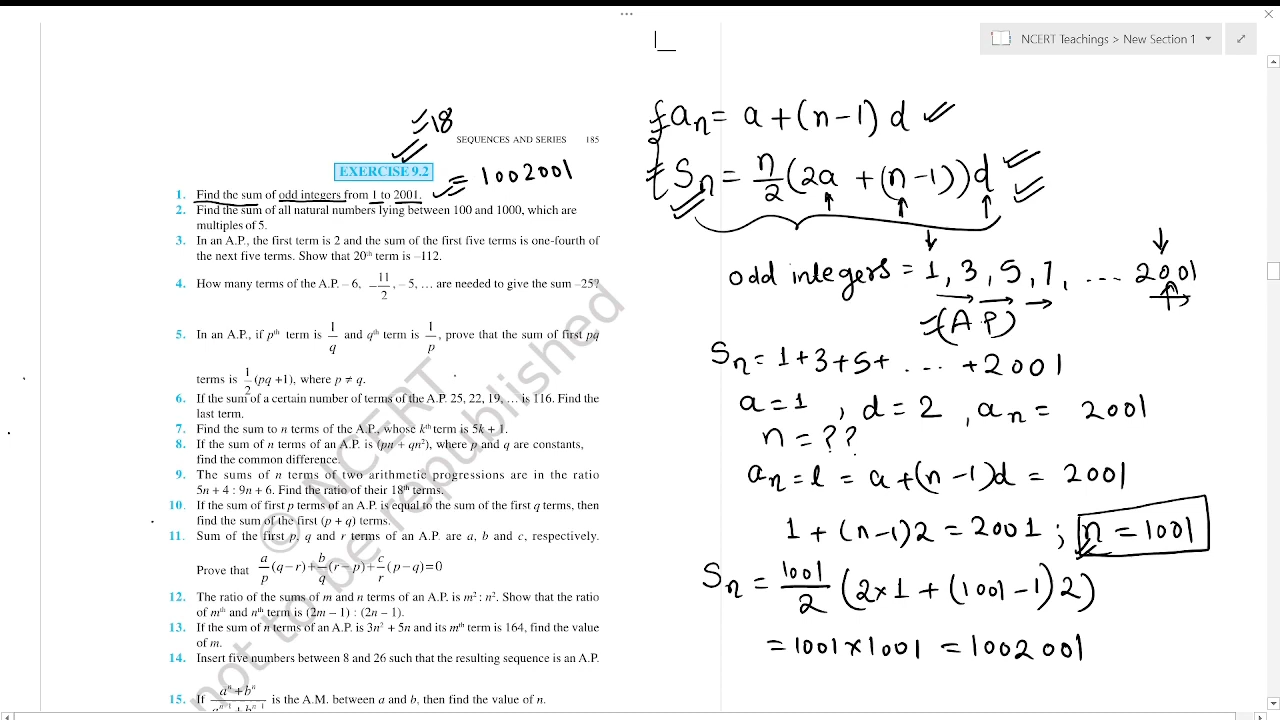 NCERT Teachings > New Section 1
18
SEQUENCES AND SERIES 185
EXERCISE 9.2
= 1002001
1. Find the sum of odd integers from 1 to 2001.
2. Find the sum of all natural numbers lying between 100 and 1000, which are
multiples of 5.
3. In an A.P., the first term is 2 and the sum of the first five terms is one-fourth of
the next five terms. Show that 20th term is –112.
4. How many terms of the A.P. – 6, –11/2, – 5, … are needed to give the sum –25?
5. In an A.P., if pth term is 1/q and qth term is 1/p, prove that the sum of first pq
terms is 1/2 (pq +1), where p ≠ q.
6. If the sum of a certain number of terms of the A.P. 25, 22, 19, … is 116. Find the
last term.
7. Find the sum to n terms of the A.P., whose kth term is 5k + 1.
8. If the sum of n terms of an A.P. is (pn + qn²), where p and q are constants,
find the common difference.
9. The sums of n terms of two arithmetic progressions are in the ratio
5n + 4 : 9n + 6. Find the ratio of their 18th terms.
10. If the sum of first p terms of an A.P. is equal to the sum of the first q terms, then
find the sum of the first (p + q) terms.
11. Sum of the first p, q and r terms of an A.P. are a, b and c, respectively.
Prove that a/p (q – r) + b/q (r – p) + c/r (p – q) = 0
12. The ratio of the sums of m and n terms of an A.P. is m² : n². Show that the ratio
of mth and nth term is (2m – 1) : (2n – 1).
13. If the sum of n terms of an A.P. is 3n² + 5n and its mth term is 164, find the value
of m.
14. Insert five numbers between 8 and 26 such that the resulting sequence is an A.P.
15. If aⁿ + bⁿ / aⁿ⁻¹ + bⁿ⁻¹ is the A.M. between a and b, then find the value of n.
© NCERT
not to be republished
aₙ = a + (n – 1) d
Sₙ = n/2 (2a + (n – 1)) d
odd integers = 1, 3, 5, 7, ... 2001
(A P)
Sₙ = 1 + 3 + 5 + ... + 2001
a = 1 , d = 2 , aₙ = 2001
n = ??
aₙ = l = a + (n – 1)d = 2001
1 + (n – 1) 2 = 2001 ; n = 1001
Sₙ = 1001/2 (2 × 1 + (1001 – 1) 2)
= 1001 × 1001 = 1002001